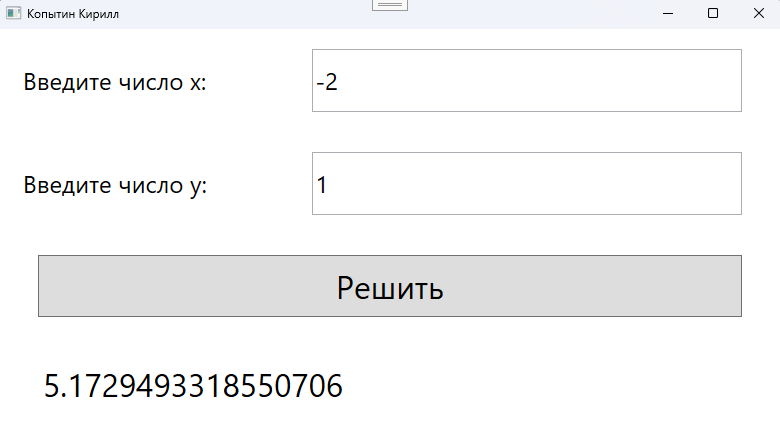 Копытин Кирилл
Введите число x:
-2
Введите число y:
1
Решить
5.1729493318550706